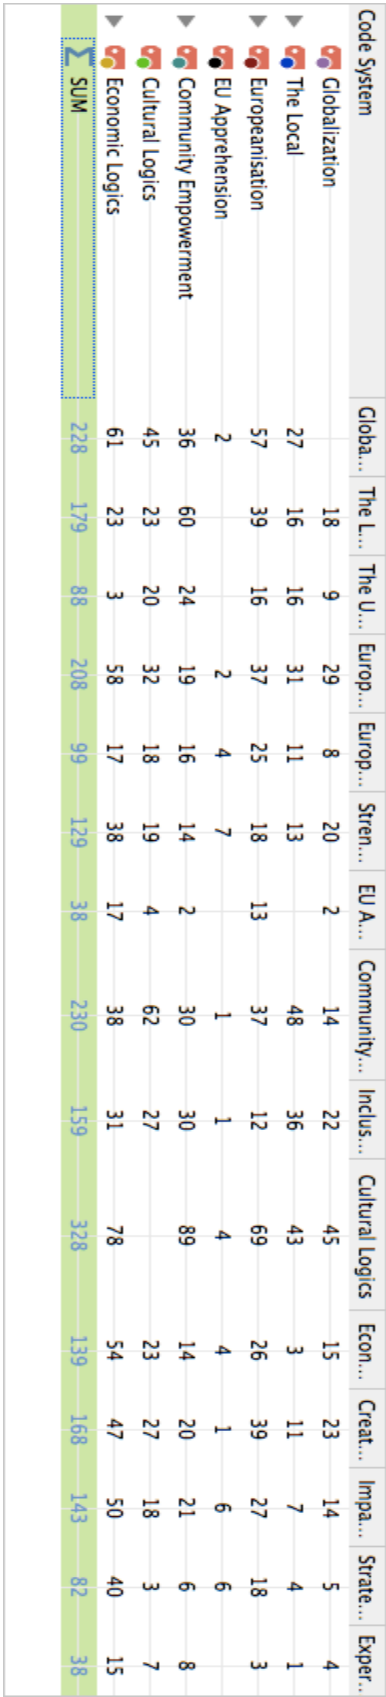 Code System Globa... The L... The U... Europ... Europ... Stren... EU A... Community... Inclus... Cultural Logics Econ... Creat... Impa... Strate... Exper...
Globalization 18 9 29 8 20 2 14 22 45 15 23 14 5 4
The Local 27 16 16 31 11 13 48 36 43 3 11 7 4 1
Europeanisation 57 39 16 37 25 18 13 37 12 69 26 39 27 18 3
EU Apprehension 2 2 4 7 1 1 4 4 1 6 6
Community Empowerment 36 60 24 19 16 14 2 30 30 89 14 20 21 6 8
Cultural Logics 45 23 20 32 18 19 4 62 27 23 27 18 3 7
Economic Logics 61 23 3 58 17 38 17 38 31 78 54 47 50 40 15
Σ SUM 228 179 88 208 99 129 38 230 159 328 139 168 143 82 38